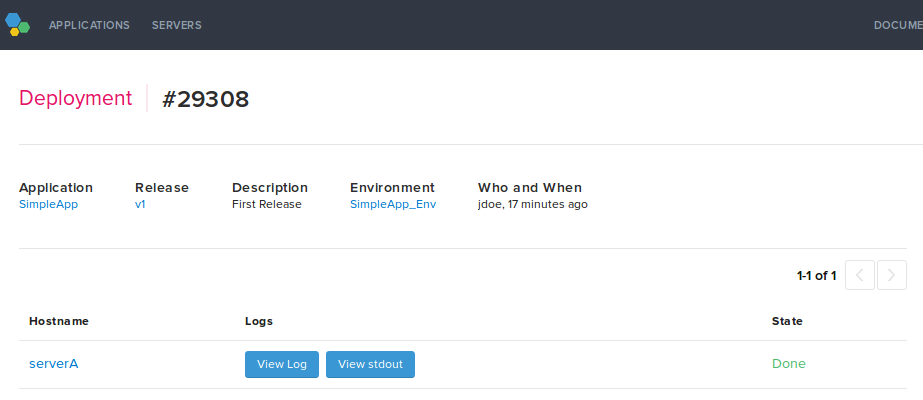 APPLICATIONS SERVERS DOCUME
Deployment #29308
Application Release Description Environment Who and When
SimpleApp v1 First Release SimpleApp_Env jdoe, 17 minutes ago
1-1 of 1
Hostname Logs State
serverA View Log View stdout Done